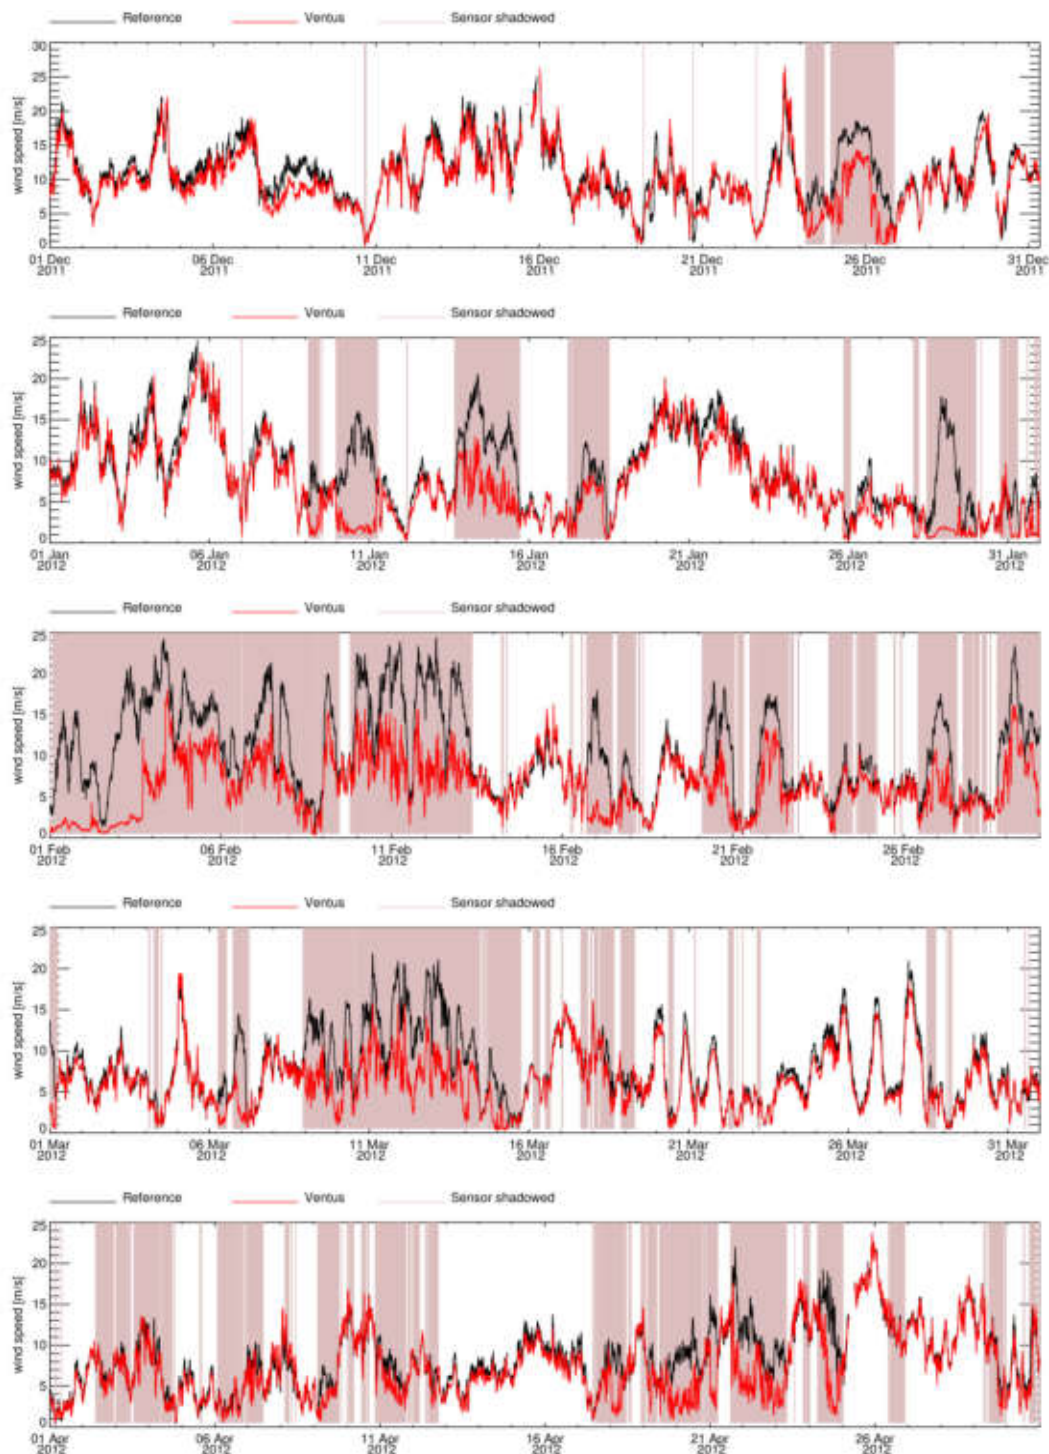 Reference Ventus Sensor shadowed
wind speed [m/s]
30
25
20
15
10
5
0
01 Dec 06 Dec 11 Dec 16 Dec 21 Dec 26 Dec 31 Dec
2011 2011 2011 2011 2011 2011 2011
Reference Ventus Sensor shadowed
wind speed [m/s]
25
20
15
10
5
0
01 Jan 06 Jan 11 Jan 16 Jan 21 Jan 26 Jan 31 Jan
2012 2012 2012 2012 2012 2012 2012
Reference Ventus Sensor shadowed
wind speed [m/s]
25
20
15
10
5
0
01 Feb 06 Feb 11 Feb 16 Feb 21 Feb 26 Feb
2012 2012 2012 2012 2012 2012
Reference Ventus Sensor shadowed
wind speed [m/s]
25
20
15
10
5
0
01 Mar 06 Mar 11 Mar 16 Mar 21 Mar 26 Mar 31 Mar
2012 2012 2012 2012 2012 2012 2012
Reference Ventus Sensor shadowed
wind speed [m/s]
25
20
15
10
5
0
01 Apr 06 Apr 11 Apr 16 Apr 21 Apr 26 Apr
2012 2012 2012 2012 2012 2012